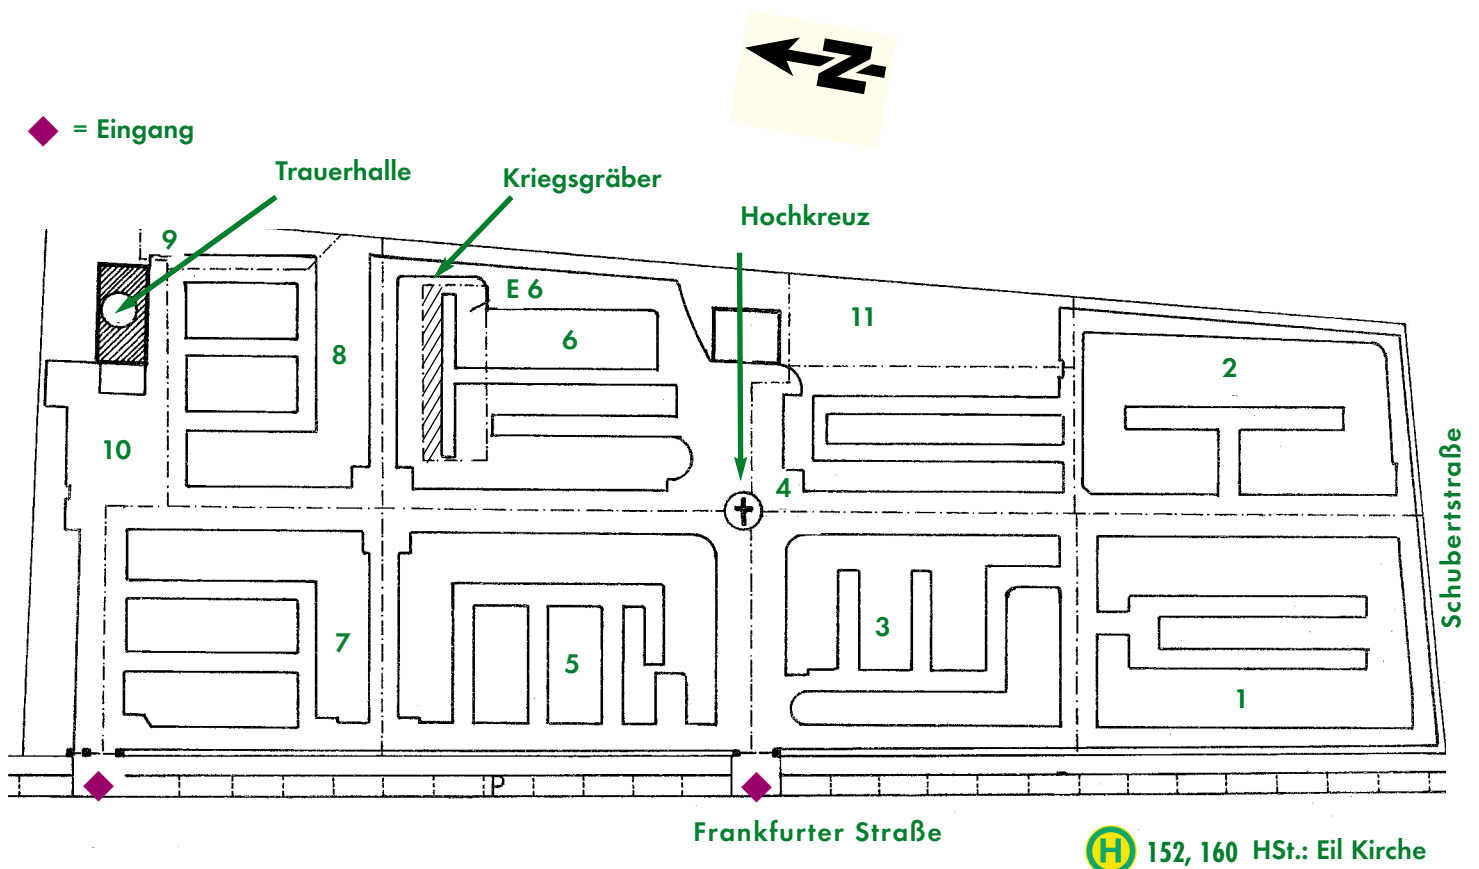 N
= Eingang
Trauerhalle
Kriegsgräber
Hochkreuz
9
E 6
11
6
8
2
10
4
Schubertstraße
3
7
5
1
P
Frankfurter Straße
H 152, 160 HSt.: Eil Kirche